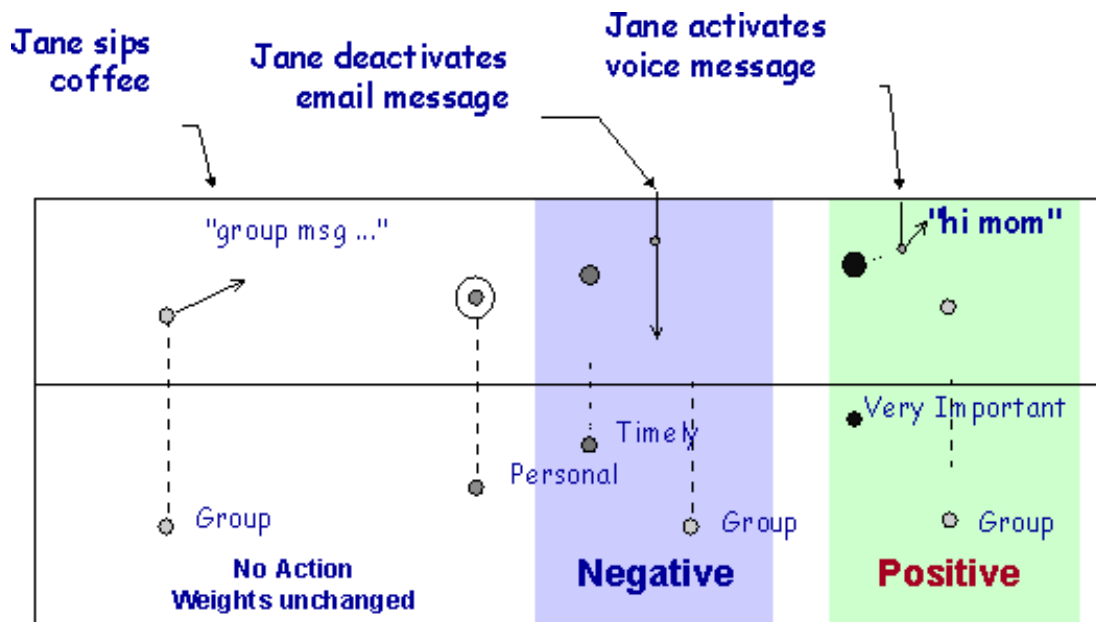 Jane sips
coffee
Jane deactivates
email message
Jane activates
voice message
"group msg ..."
"hi mom"
Very Important
Timely
Personal
Group
Group
Group
No Action
Weights unchanged
Negative
Positive